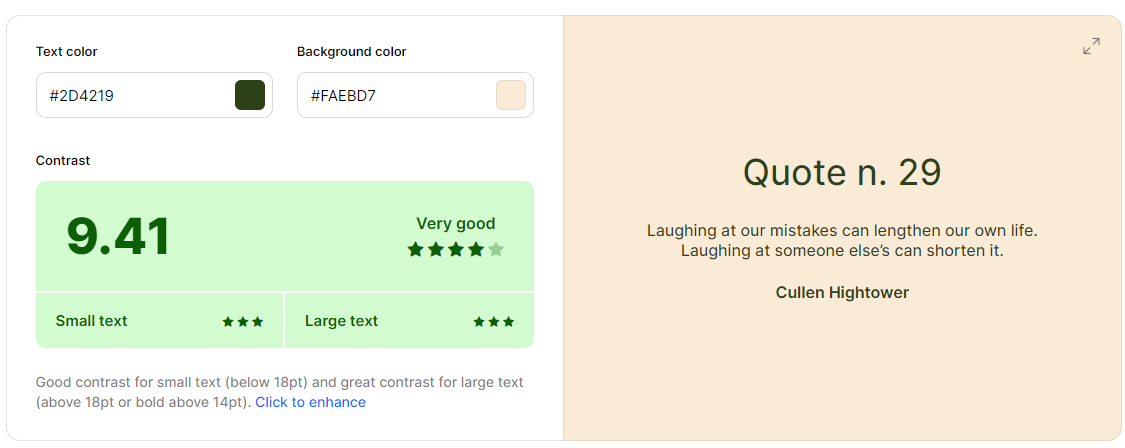 Text color
Background color
#2D4219
#FAEBD7
Contrast
9.41
Very good
Small text
Large text
Good contrast for small text (below 18pt) and great contrast for large text
(above 18pt or bold above 14pt). Click to enhance
Quote n. 29
Laughing at our mistakes can lengthen our own life.
Laughing at someone else’s can shorten it.
Cullen Hightower